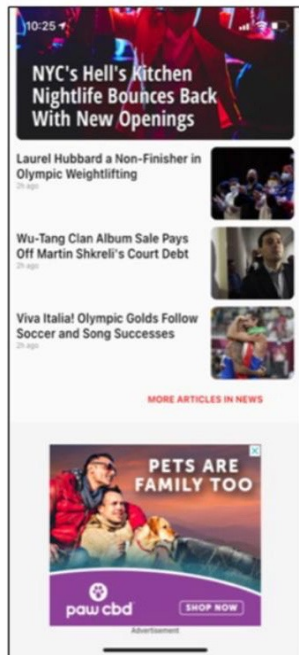 10:25
NYC's Hell's Kitchen
Nightlife Bounces Back
With New Openings
Laurel Hubbard a Non-Finisher in
Olympic Weightlifting
2h ago
Wu-Tang Clan Album Sale Pays
Off Martin Shkreli's Court Debt
2h ago
Viva Italia! Olympic Golds Follow
Soccer and Song Successes
2h ago
MORE ARTICLES IN NEWS
PETS ARE
FAMILY TOO
paw cbd
SHOP NOW
Advertisement